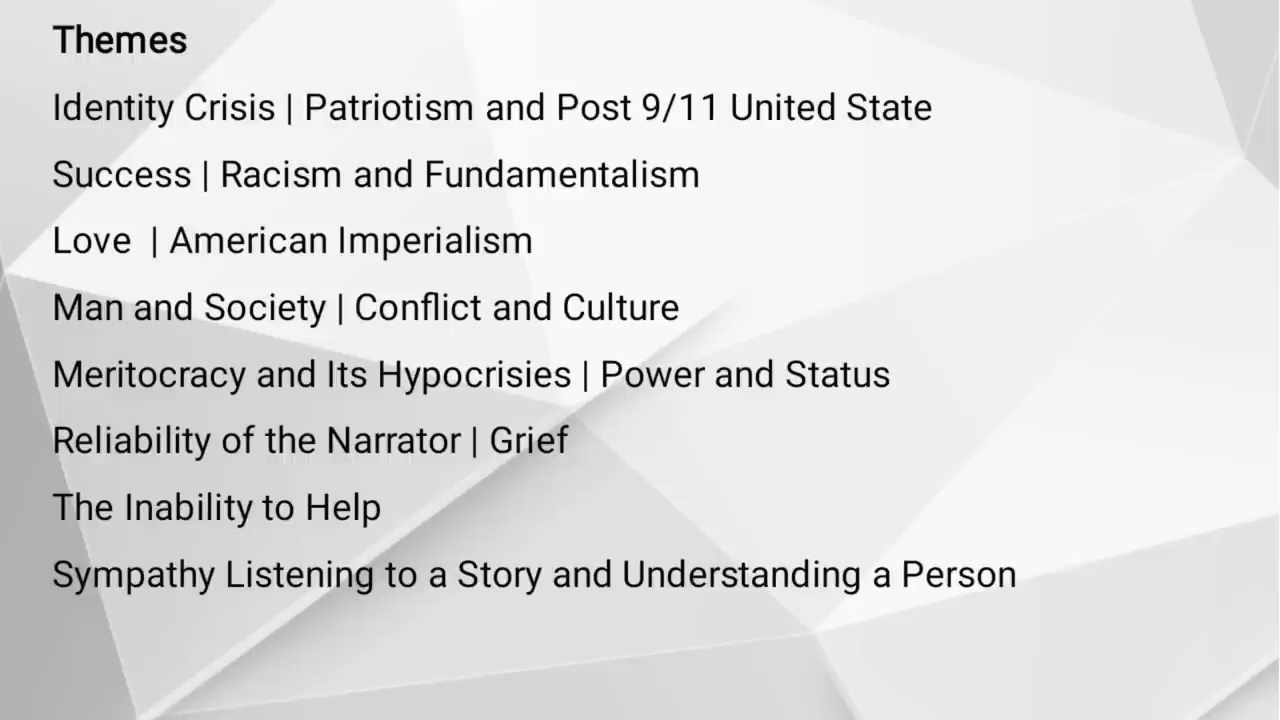 Themes
Identity Crisis | Patriotism and Post 9/11 United State
Success | Racism and Fundamentalism
Love | American Imperialism
Man and Society | Conflict and Culture
Meritocracy and Its Hypocrisies | Power and Status
Reliability of the Narrator | Grief
The Inability to Help
Sympathy Listening to a Story and Understanding a Person